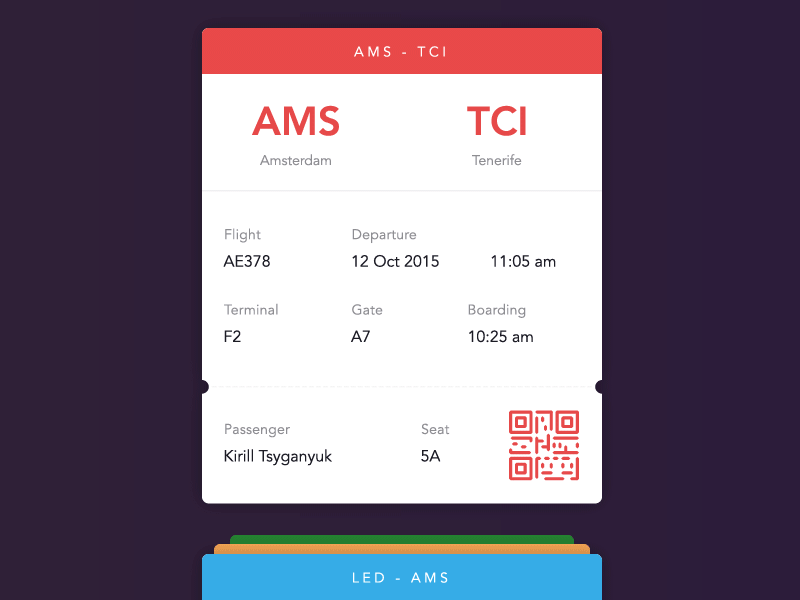 AMS - TCI
AMS TCI
Amsterdam Tenerife
Flight Departure
AE378 12 Oct 2015 11:05 am
Terminal Gate Boarding
F2 A7 10:25 am
Passenger Seat
Kirill Tsyganyuk 5A
LED - AMS